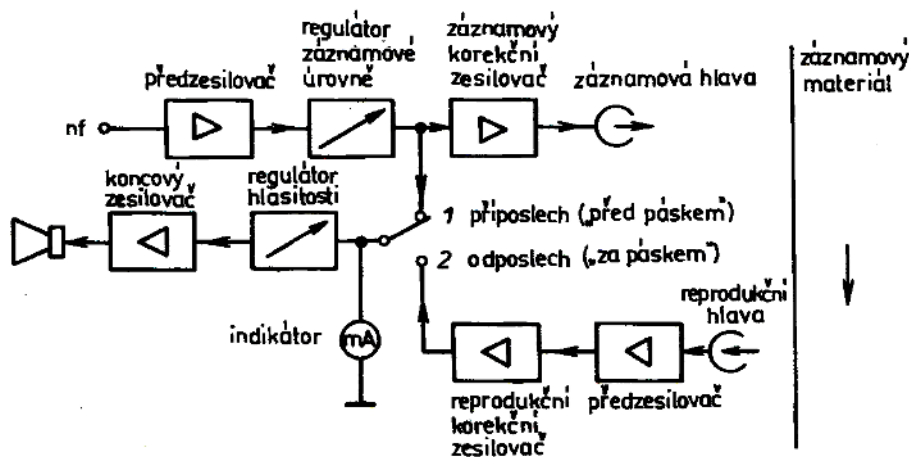 regulátor
záznamové
úrovně
záznamový
korekční
zesilovač
předzesilovač
záznamová hlava
záznamový
materiál
nf
koncový
zesilovač
regulátor
hlasitosti
1 příposlech („před páskem“)
2 odposlech („za páskem“)
reprodukční
hlava
indikátor
mA
reprodukční
korekční
zesilovač
předzesilovač